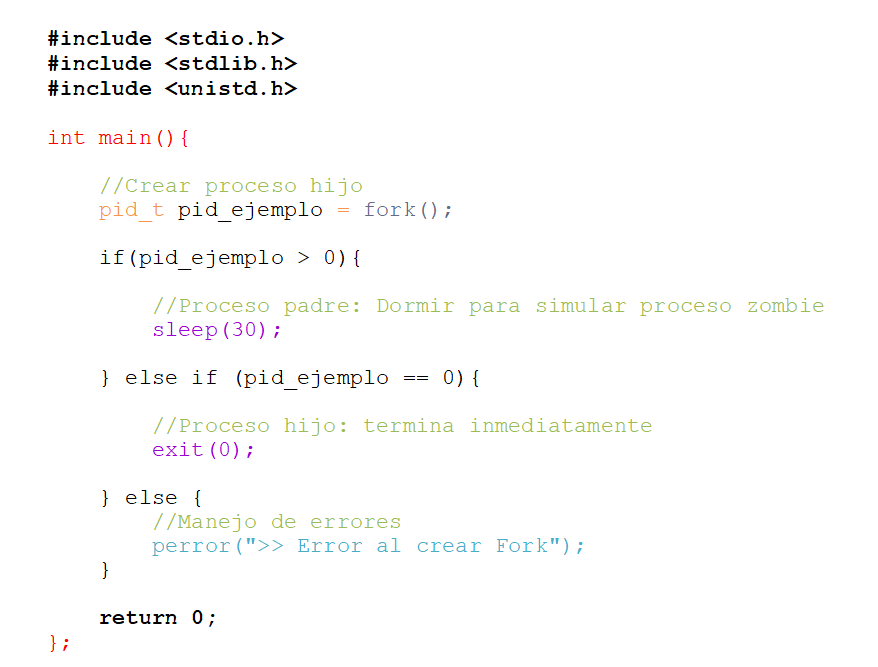 #include <stdio.h>
#include <stdlib.h>
#include <unistd.h>
int main(){
//Crear proceso hijo
pid_t pid_ejemplo = fork();
if(pid_ejemplo > 0){
//Proceso padre: Dormir para simular proceso zombie
sleep(30);
} else if (pid_ejemplo == 0){
//Proceso hijo: termina inmediatamente
exit(0);
} else {
//Manejo de errores
perror(">> Error al crear Fork");
}
return 0;
};